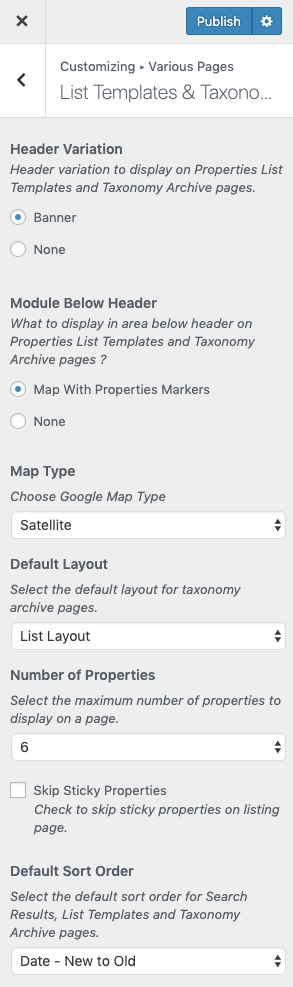 Publish
Customizing ▸ Various Pages
List Templates & Taxono...
Header Variation
Header variation to display on Properties List
Templates and Taxonomy Archive pages.
Banner
None
Module Below Header
What to display in area below header on
Properties List Templates and Taxonomy
Archive pages ?
Map With Properties Markers
None
Map Type
Choose Google Map Type
Satellite
Default Layout
Select the default layout for taxonomy
archive pages.
List Layout
Number of Properties
Select the maximum number of properties to
display on a page.
6
Skip Sticky Properties
Check to skip sticky properties on listing
page.
Default Sort Order
Select the default sort order for Search
Results, List Templates and Taxonomy
Archive pages.
Date - New to Old